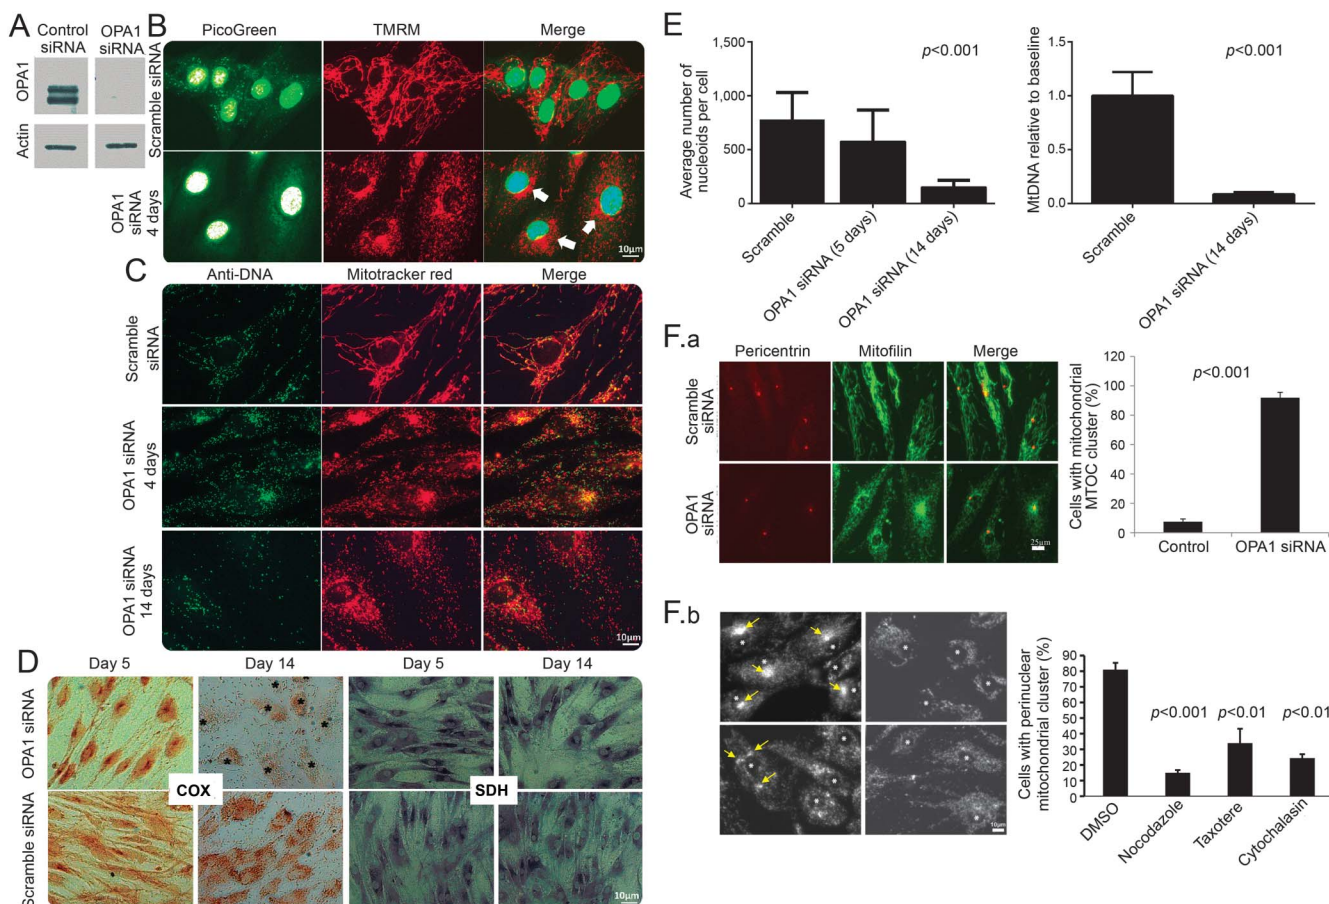 A
Control
siRNA
OPA1
siRNA
OPA1
Actin
B
PicoGreen
TMRM
Merge
Scramble siRNA
OPA1
siRNA
4 days
10µm
C
Anti-DNA
Mitotracker red
Merge
Scramble
siRNA
OPA1 siRNA
4 days
OPA1 siRNA
14 days
10µm
D
Day 5
Day 14
Day 5
Day 14
OPA1 siRNA
Scramble siRNA
COX
SDH
10µm
E
Average number of
nucleoids per cell
1,500
1,000
500
0
p<0.001
Scramble
OPA1 siRNA (5 days)
OPA1 siRNA (14 days)
MtDNA relative to baseline
1.5
1.0
0.5
0.0
p<0.001
Scramble
OPA1 siRNA (14 days)
F.a
Pericentrin
Mitofilin
Merge
Scramble
siRNA
OPA1
siRNA
25µm
Cells with mitochondrial
MTOC cluster (%)
120
100
80
60
40
20
0
p<0.001
Control
OPA1 siRNA
F.b
10µm
Cells with perinuclear
mitochondrial cluster (%)
90
80
70
60
50
40
30
20
10
0
p<0.001
p<0.01
p<0.01
DMSO
Nocodazole
Taxotere
Cytochalasin